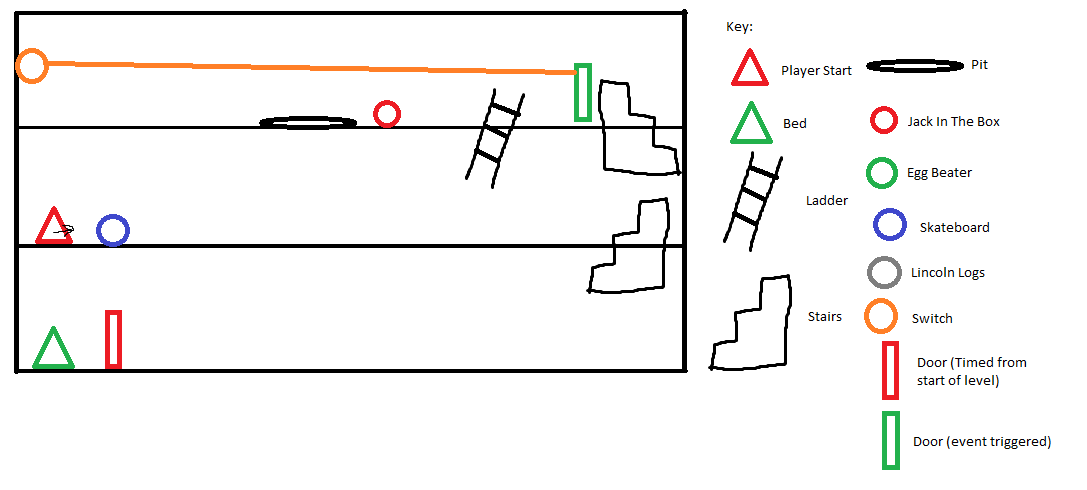 Key:
Player Start
Pit
Bed
Jack In The Box
Egg Beater
Ladder
Skateboard
Lincoln Logs
Stairs
Switch
Door (Timed from
start of level)
Door (event triggered)